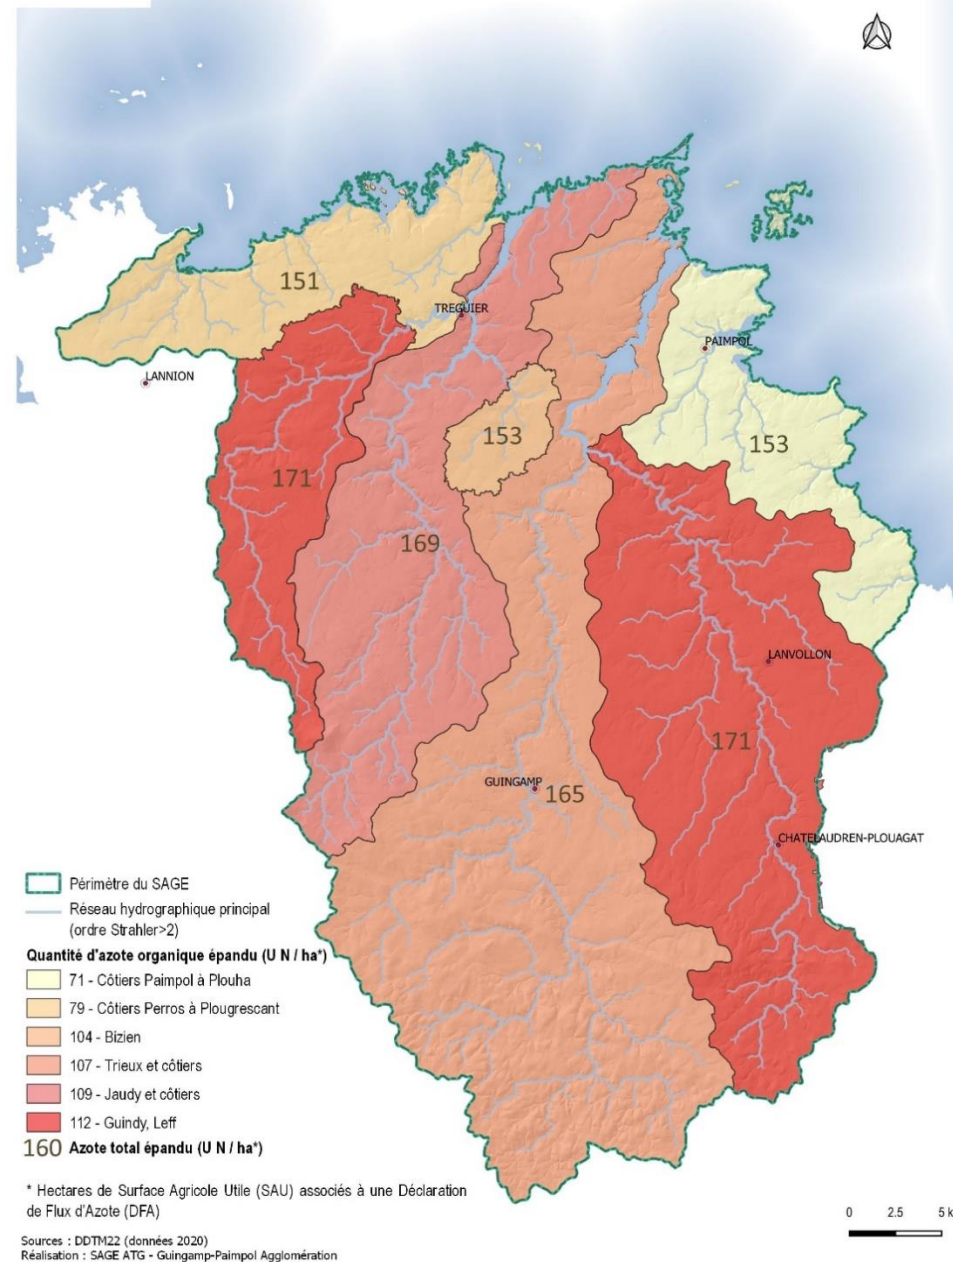 151
TREGUIER
PAIMPOL
LANNION
153
153
171
169
LANVOLLON
171
GUINGAMP
165
CHATELAUDREN-PLOUAGAT
Périmètre du SAGE
Réseau hydrographique principal
(ordre Strahler>2)
Quantité d'azote organique épandu (U N / ha*)
71 - Côtiers Paimpol à Plouha
79 - Côtiers Perros à Plougrescant
104 - Bizien
107 - Trieux et côtiers
109 - Jaudy et côtiers
112 - Guindy, Leff
160 Azote total épandu (U N / ha*)
* Hectares de Surface Agricole Utile (SAU) associés à une Déclaration
de Flux d'Azote (DFA)
0 2.5 5 k
Sources : DDTM22 (données 2020)
Réalisation : SAGE ATG - Guingamp-Paimpol Agglomération